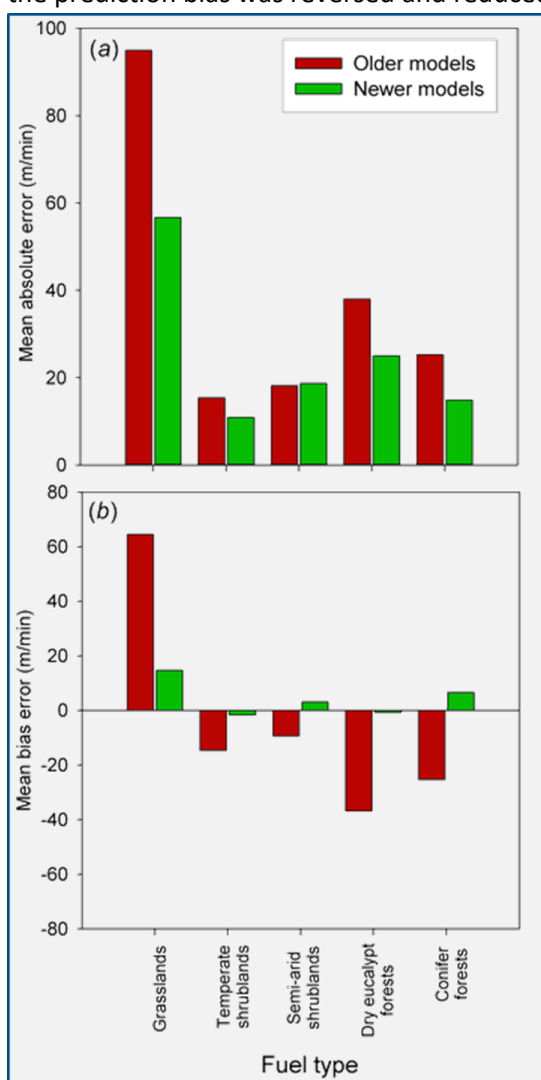 the prediction bias was reversed and reduced
(a)
Older models
Newer models
Mean absolute error (m/min)
100
80
60
40
20
0
(b)
Mean bias error (m/min)
80
60
40
20
0
-20
-40
-60
-80
Grasslands
Temperate
shrublands
Semi-arid
shrublands
Dry eucalypt
forests
Conifer
forests
Fuel type